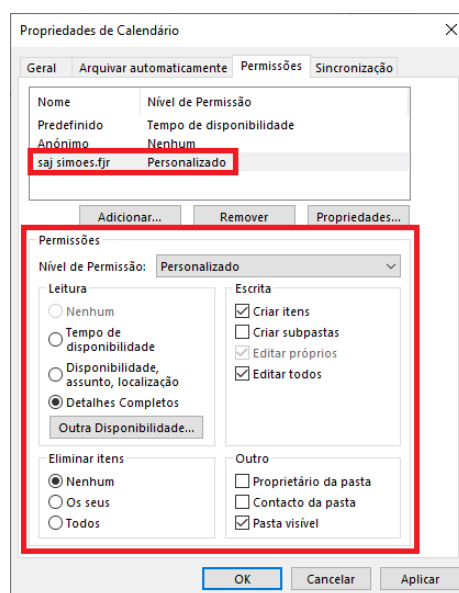 Propriedades de Calendário
Geral Arquivar automaticamente Permissões Sincronização
Nome Nível de Permissão
Predefinido Tempo de disponibilidade
Anónimo Nenhum
saj simoes.fjr Personalizado
Adicionar... Remover Propriedades...
Permissões
Nível de Permissão: Personalizado
Leitura
Nenhum
Tempo de
disponibilidade
Disponibilidade,
assunto, localização
Detalhes Completos
Outra Disponibilidade...
Escrita
Criar itens
Criar subpastas
Editar próprios
Editar todos
Eliminar itens
Nenhum
Os seus
Todos
Outro
Proprietário da pasta
Contacto da pasta
Pasta visível
OK Cancelar Aplicar